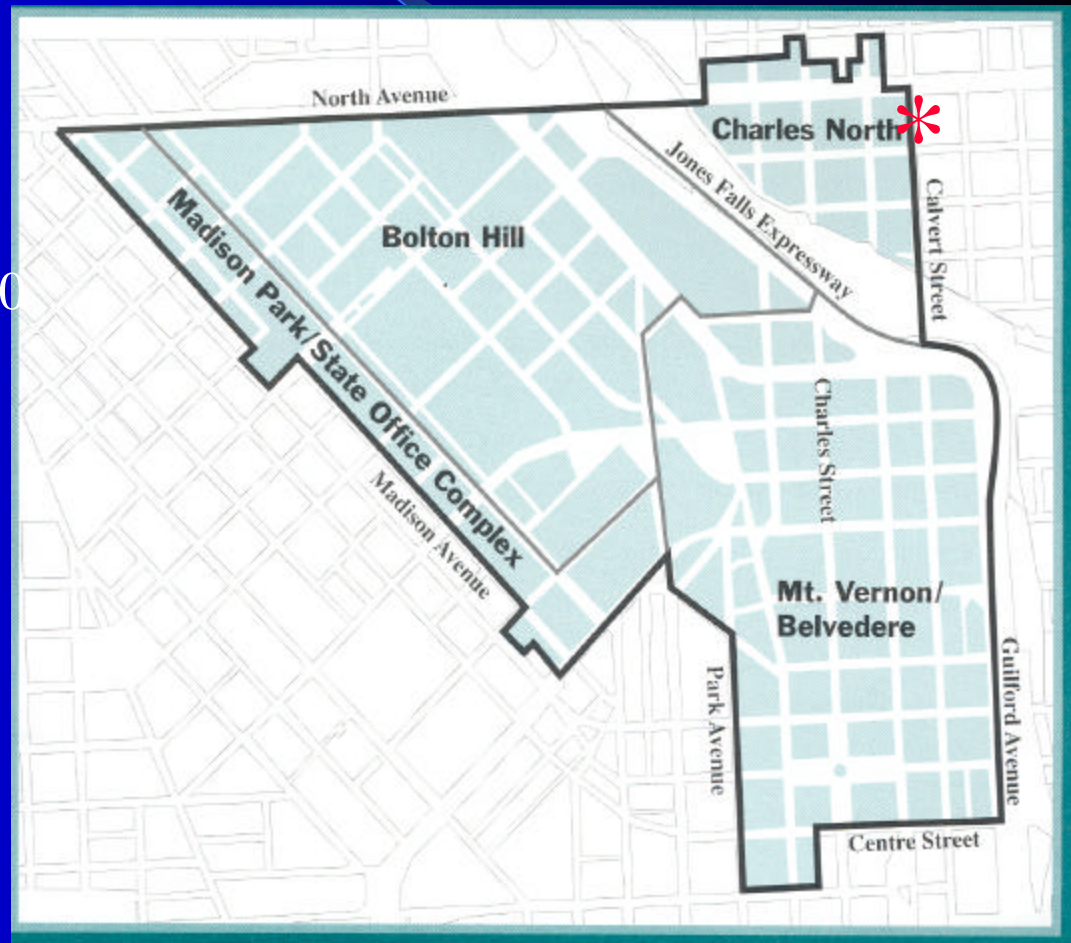 North Avenue
Charles North
*
Jones Falls Expressway
Calvert Street
Bolton Hill
Madison Park/State Office Complex
0
Charles Street
Madison Avenue
Mt. Vernon/
Belvedere
Park Avenue
Guilford Avenue
Centre Street